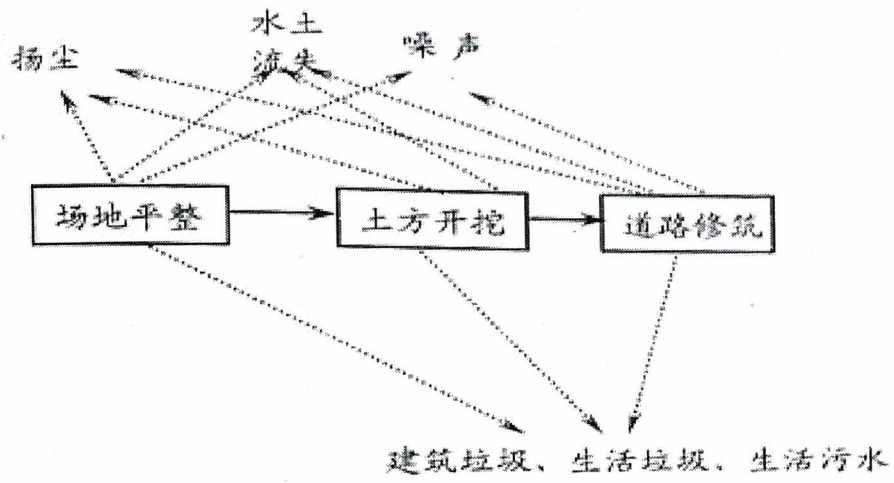 扬尘
水土
流失
噪声
场地平整
土方开挖
道路修筑
建筑垃圾、生活垃圾、生活污水